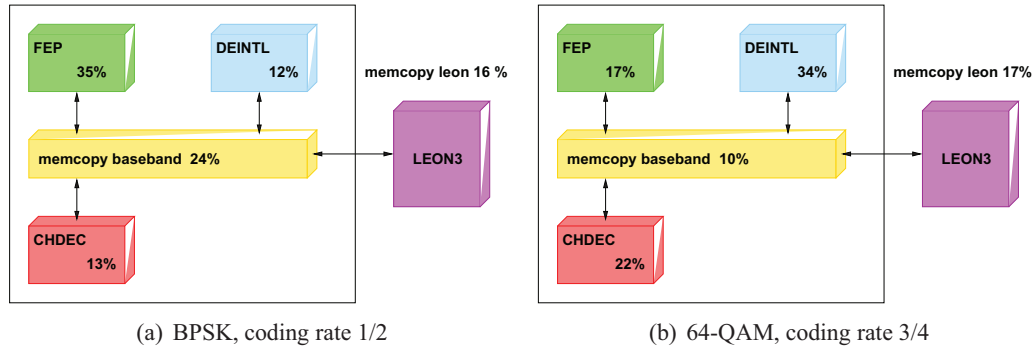 FEP
35%
DEINTL
12%
memcopy leon 16 %
memcopy baseband 24%
LEON3
CHDEC
13%
(a) BPSK, coding rate 1/2
FEP
17%
DEINTL
34%
memcopy leon 17%
memcopy baseband 10%
LEON3
CHDEC
22%
(b) 64-QAM, coding rate 3/4